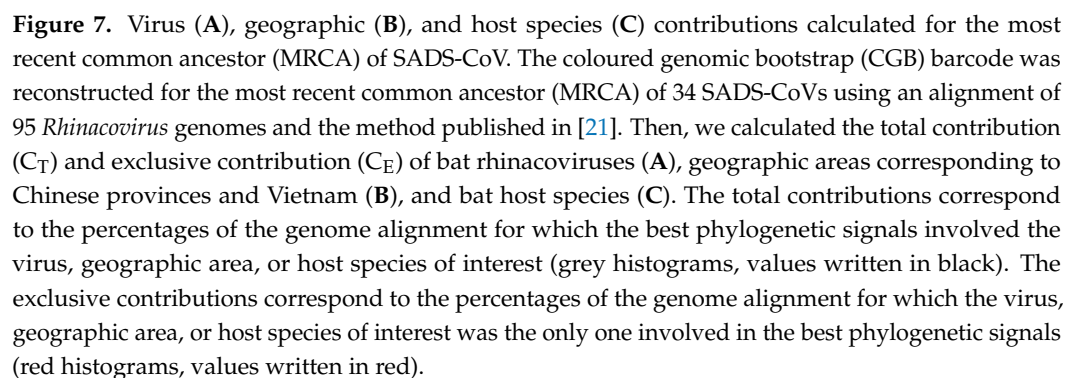 Figure 7. Virus (A), geographic (B), and host species (C) contributions calculated for the most
recent common ancestor (MRCA) of SADS-CoV. The coloured genomic bootstrap (CGB) barcode was
reconstructed for the most recent common ancestor (MRCA) of 34 SADS-CoVs using an alignment of
95 Rhinacovirus genomes and the method published in [21]. Then, we calculated the total contribution
(CT) and exclusive contribution (CE) of bat rhinacoviruses (A), geographic areas corresponding to
Chinese provinces and Vietnam (B), and bat host species (C). The total contributions correspond
to the percentages of the genome alignment for which the best phylogenetic signals involved the
virus, geographic area, or host species of interest (grey histograms, values written in black). The
exclusive contributions correspond to the percentages of the genome alignment for which the virus,
geographic area, or host species of interest was the only one involved in the best phylogenetic signals
(red histograms, values written in red).